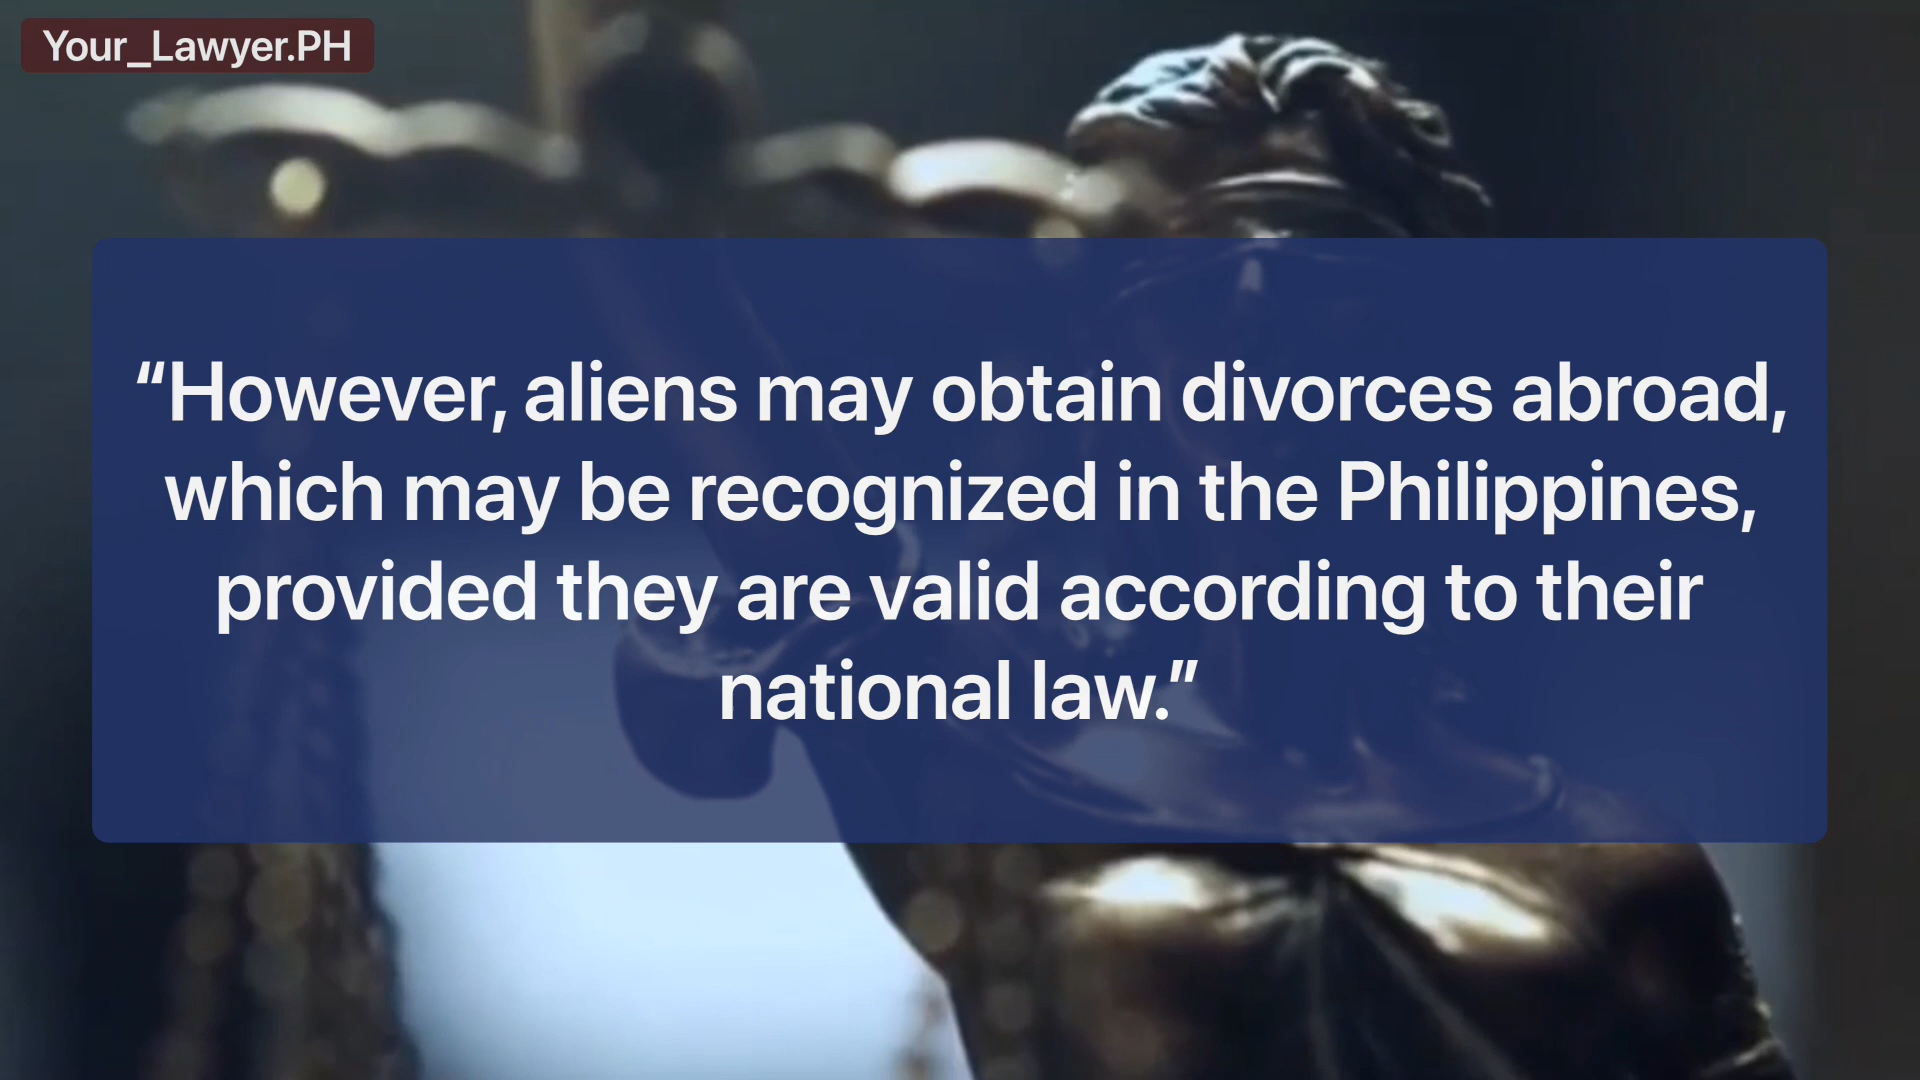 Your_Lawyer.PH
“However, aliens may obtain divorces abroad,
which may be recognized in the Philippines,
provided they are valid according to their
national law.”